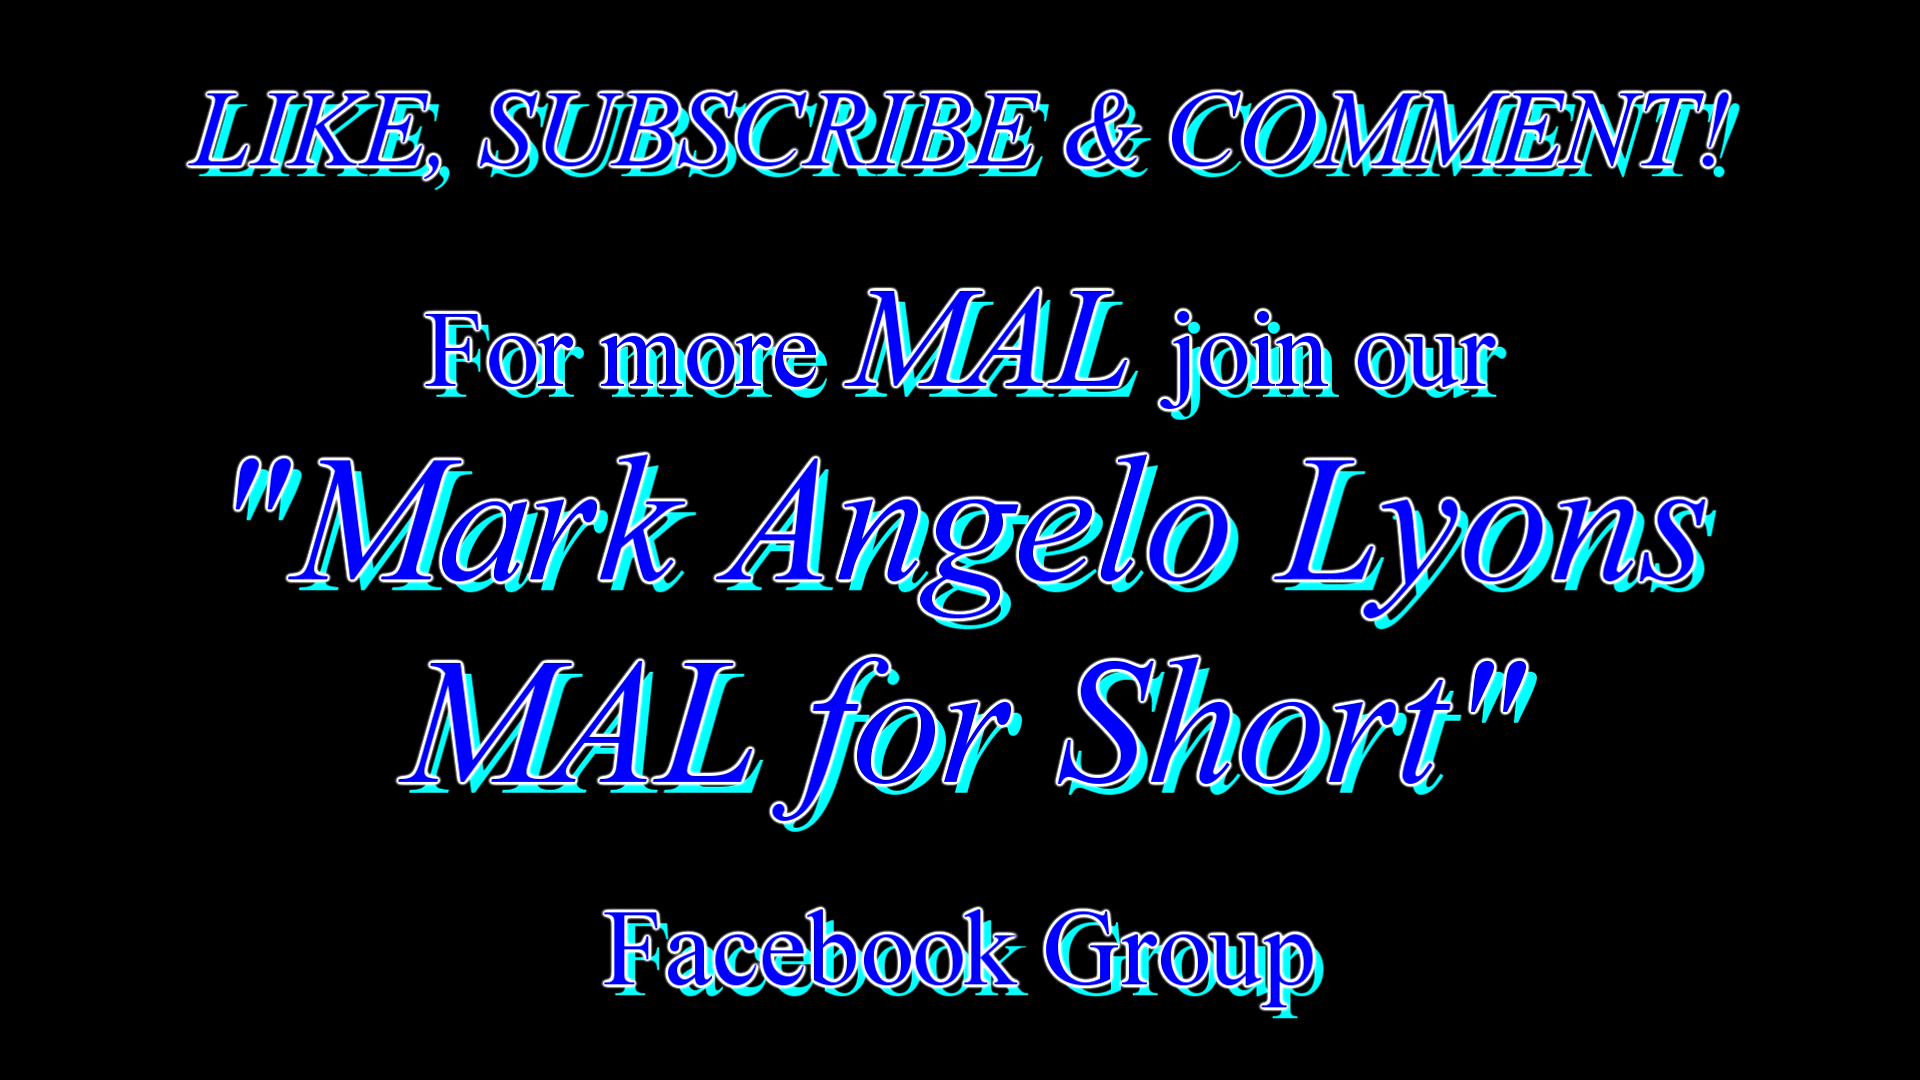 LIKE, SUBSCRIBE & COMMENT!
For more MAL join our
"Mark Angelo Lyons
MAL for Short"
Facebook Group